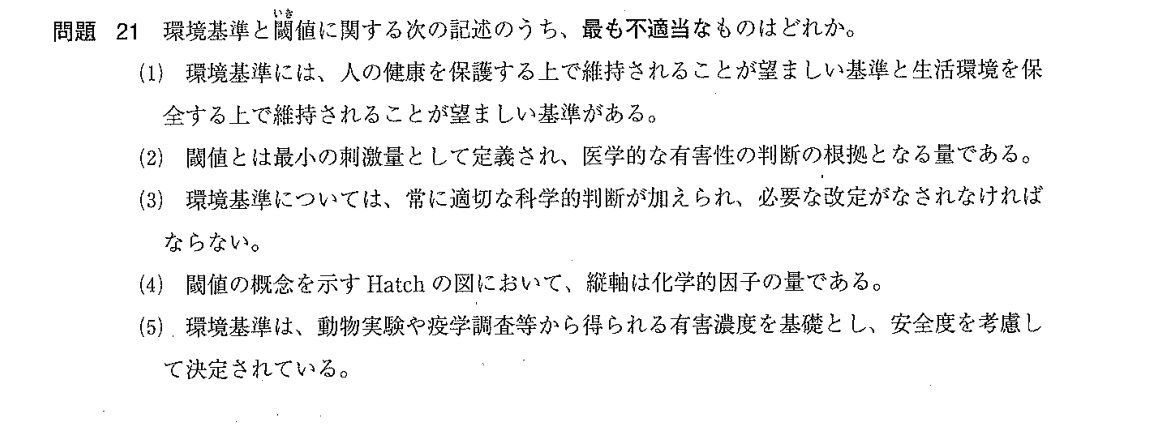 問題 21 環境基準と閾値に関する次の記述のうち、最も不適当なものはどれか。
いき
(1) 環境基準には、人の健康を保護する上で維持されることが望ましい基準と生活環境を保
全する上で維持されることが望ましい基準がある。
(2) 閾値とは最小の刺激量として定義され、医学的な有害性の判断の根拠となる量である。
(3) 環境基準については、常に適切な科学的判断が加えられ、必要な改定がなされなければ
ならない。
(4) 閾値の概念を示す Hatch の図において、縦軸は化学的因子の量である。
(5) 環境基準は、動物実験や疫学調査等から得られる有害濃度を基礎とし、安全度を考慮し
て決定されている。